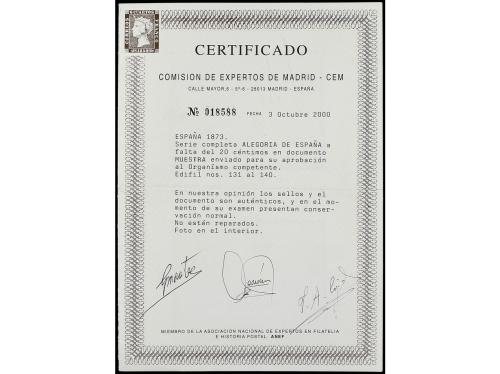 CERTIFICADO
COMISION DE EXPERTOS DE MADRID - CEM
CALLE MAYOR, 6 - 5º-6 - 28013 MADRID - ESPAÑA
Nº 018588 FECHA 3 Octubre 2000
ESPAÑA 1873.
Serie completa ALEGORIA DE ESPAÑA a
falta del 20 céntimos en documento
MUESTRA enviado para su aprobación
al Organísmo competente.
Edifil nos. 131 al 140.
En nuestra opinión los sellos y el
documento son auténticos, y en el mo-
mento de su examen presentan conser-
vación normal.
No están reparados.
Foto en el interior.
MIEMBRO DE LA ASOCIACION NACIONAL DE EXPERTOS EN FILATELIA
E HISTORIA POSTAL. ANEF